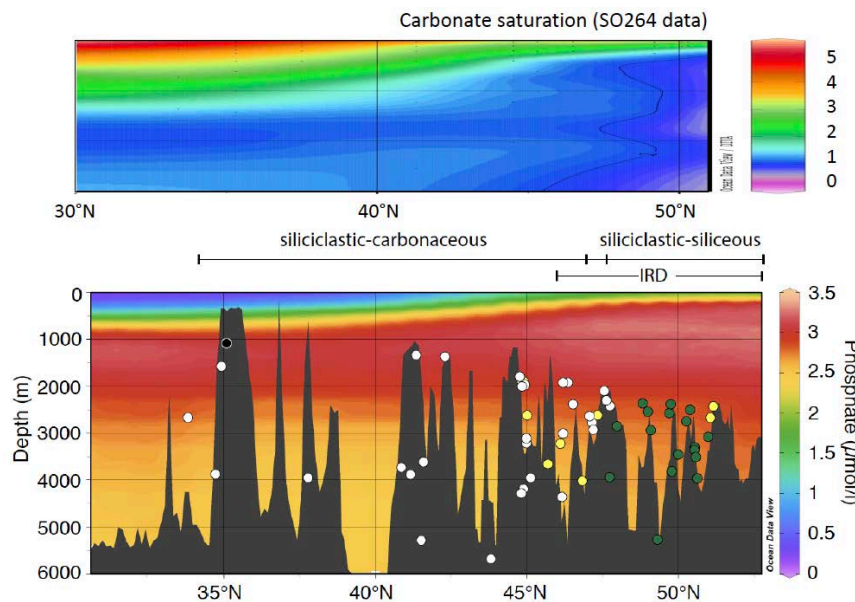 Carbonate saturation (SO264 data)
5
4
3
2
1
0
Ocean Data View
30°N
40°N
50°N
siliciclastic-carbonaceous
siliciclastic-siliceous
IRD
0
1000
2000
3000
4000
5000
6000
Depth (m)
35°N
40°N
45°N
50°N
Ocean Data View
3.5
3
2.5
2
1.5
1
0.5
0
Phosphate (μmol/l)